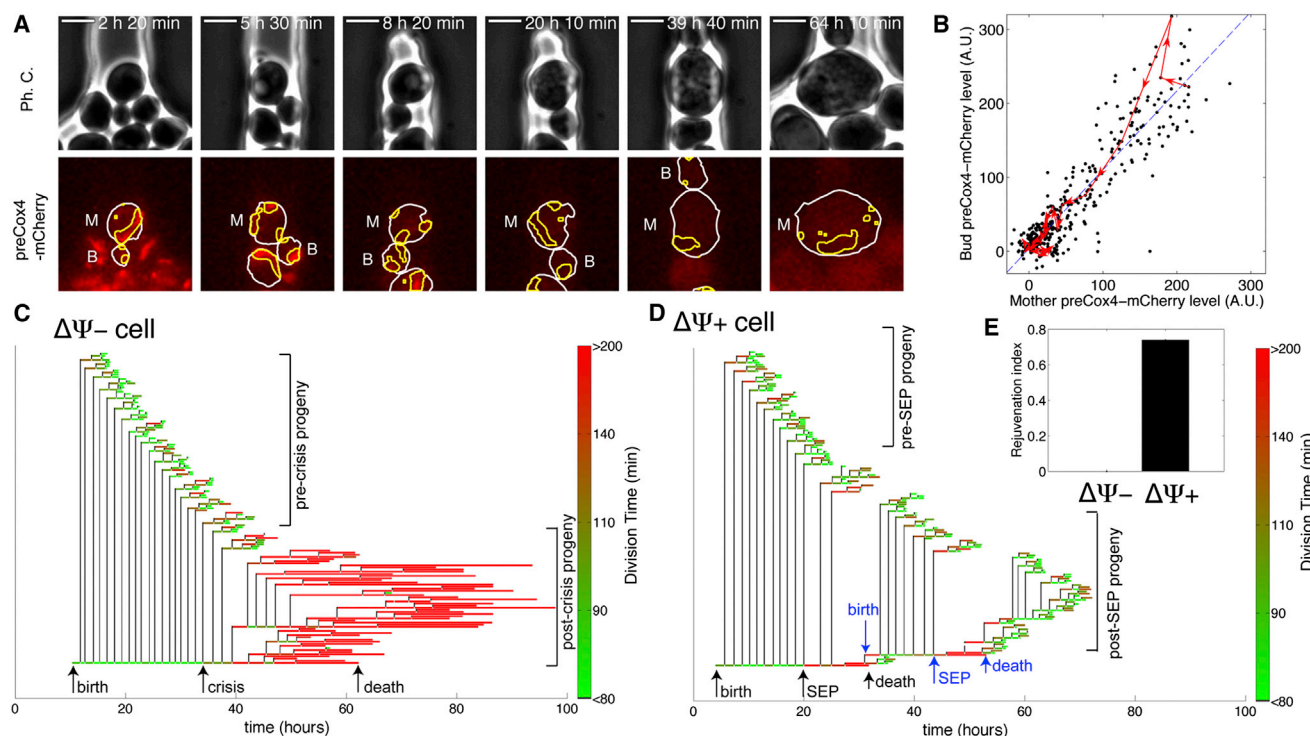 A
2 h 20 min
5 h 30 min
8 h 20 min
20 h 10 min
39 h 40 min
64 h 10 min
Ph. C.
preCox4
-mCherry
M
B
M
B
M
B
M
B
B
M
M
B
Bud preCox4−mCherry level (A.U.)
300
200
100
0
0
100
200
300
Mother preCox4−mCherry level (A.U.)
C
ΔΨ− cell
pre-crisis progeny
post-crisis progeny
birth
crisis
death
0
20
40
60
80
100
time (hours)
>200
140
110
90
<80
Division Time (min)
D
ΔΨ+ cell
pre-SEP progeny
post-SEP progeny
birth
SEP
death
birth
SEP
death
0
20
40
60
80
100
time (hours)
E
Rejuvenation index
0.8
0.6
0.4
0.2
0
ΔΨ−
ΔΨ+
>200
140
110
90
<80
Division Time (min)